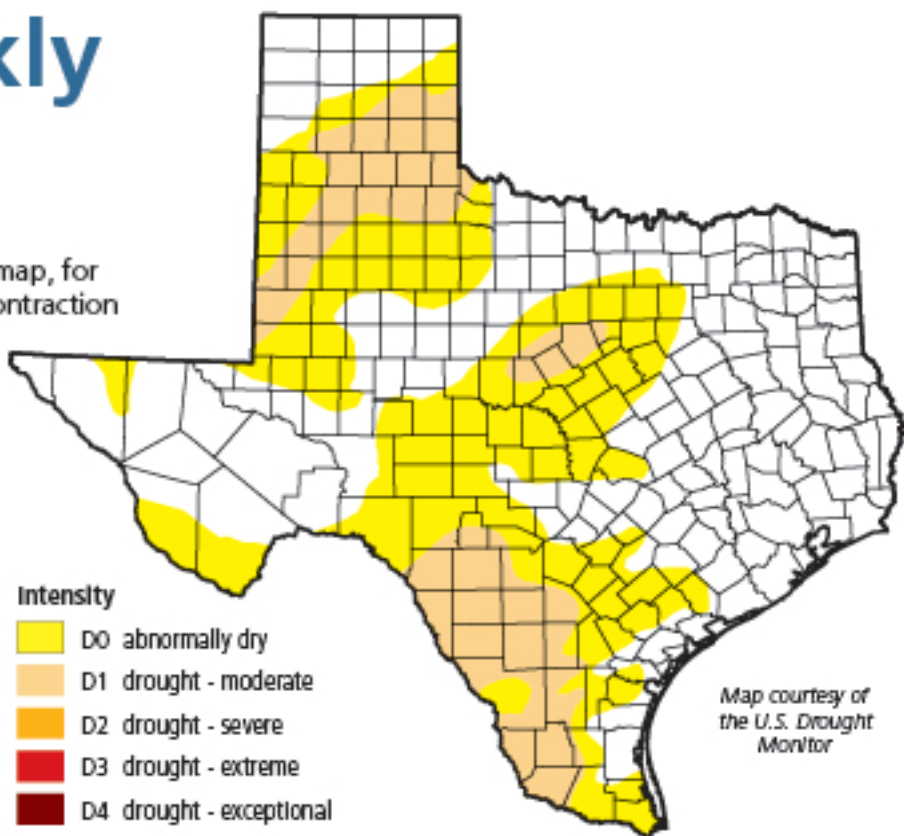 kly
map, for
ontraction
Intensity
D0 abnormally dry
D1 drought - moderate
D2 drought - severe
D3 drought - extreme
D4 drought - exceptional
Map courtesy of
the U.S. Drought
Monitor